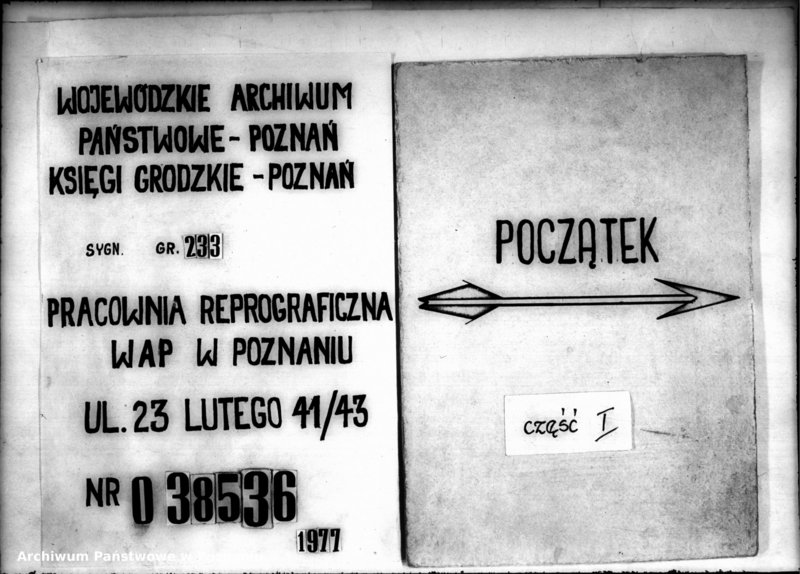 WOJEWÓDZKIE ARCHIWUM
PAŃSTWOWE - POZNAŃ
KSIĘGI GRODZKIE - POZNAŃ
SYGN. GR. 233
PRACOWNIA REPROGRAFICZNA
WAP W POZNANIU
UL. 23 LUTEGO 41/43
NR 0 38536
1977
POCZĄTEK
część I
Archiwum Państwowe w